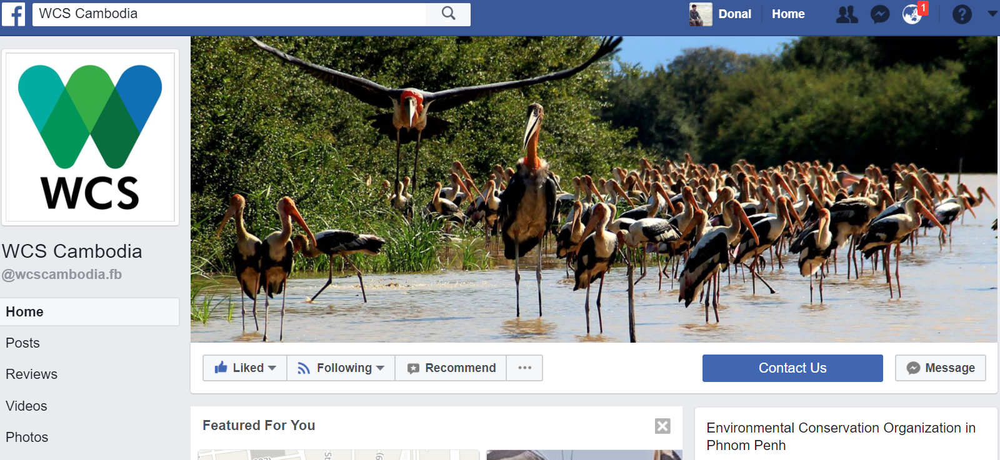 WCS Cambodia
Donal
Home
1
?
WCS
WCS Cambodia
@wcscambodia.fb
Home
Posts
Reviews
Videos
Photos
Liked
Following
Recommend
Contact Us
Message
Featured For You
Environmental Conservation Organization in
Phnom Penh